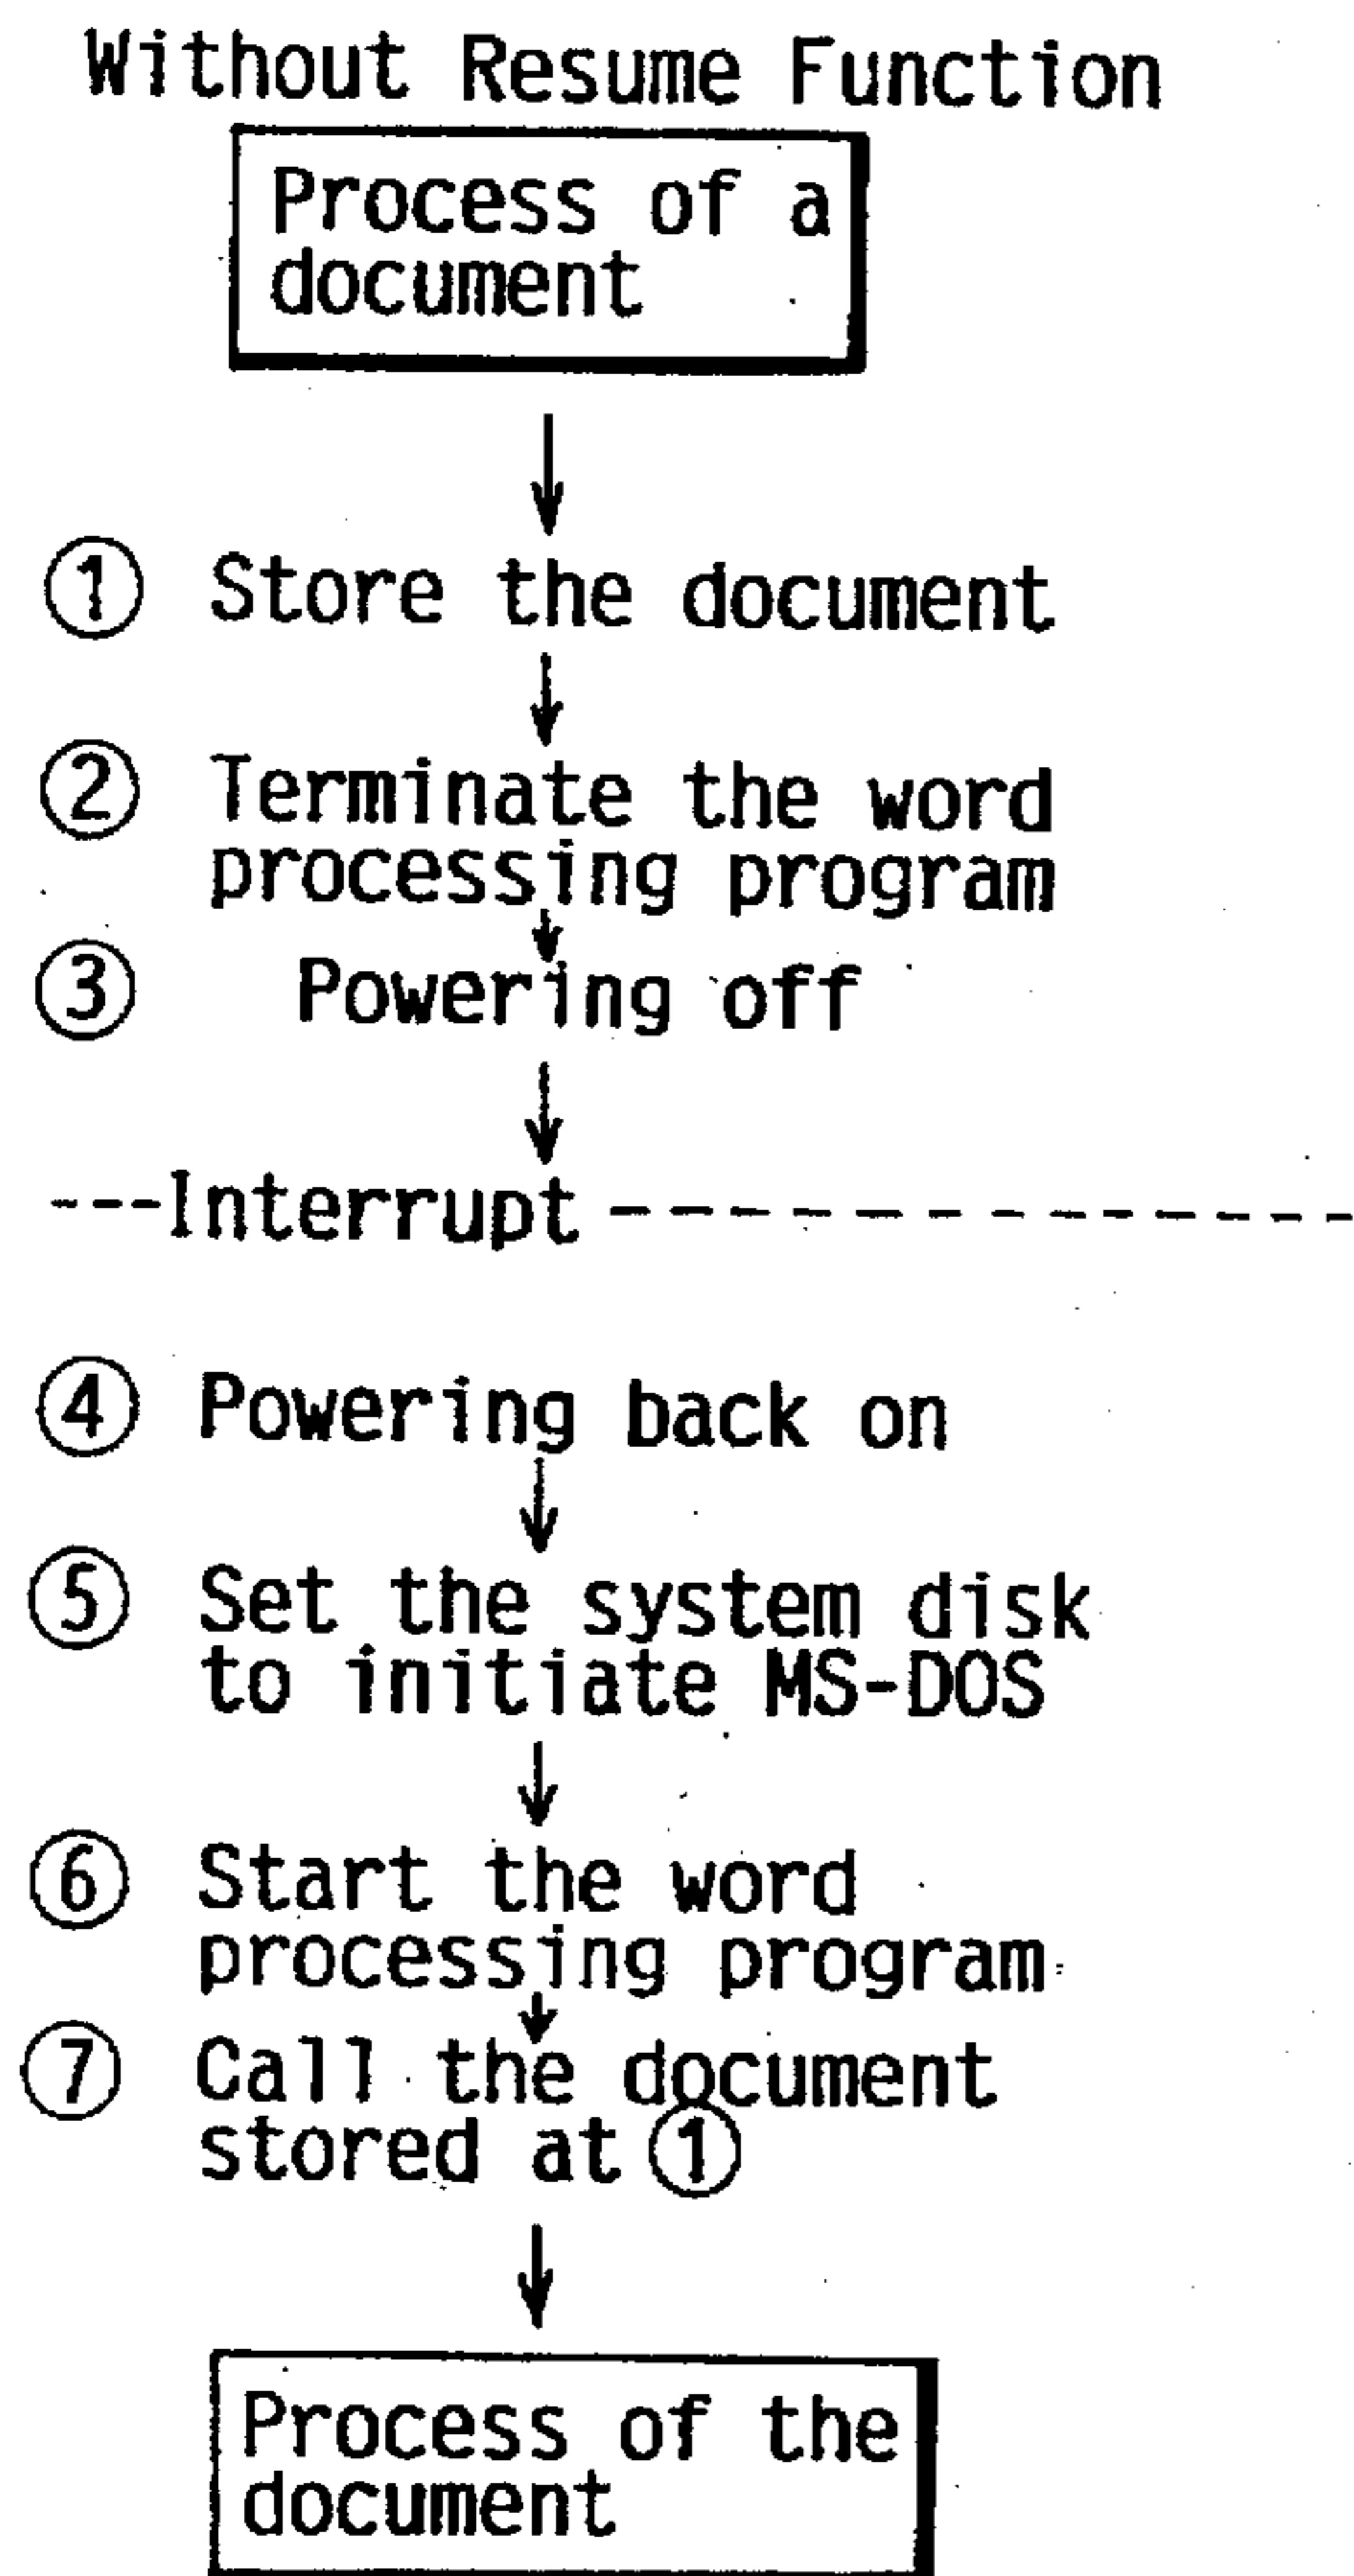 Without Resume Function
Process of a
document
① Store the document
② Terminate the word
processing program
③ Powering off
---Interrupt--------------
④ Powering back on
⑤ Set the system disk
to initiate MS-DOS
⑥ Start the word
processing program
⑦ Call the document
stored at ①
Process of the
document